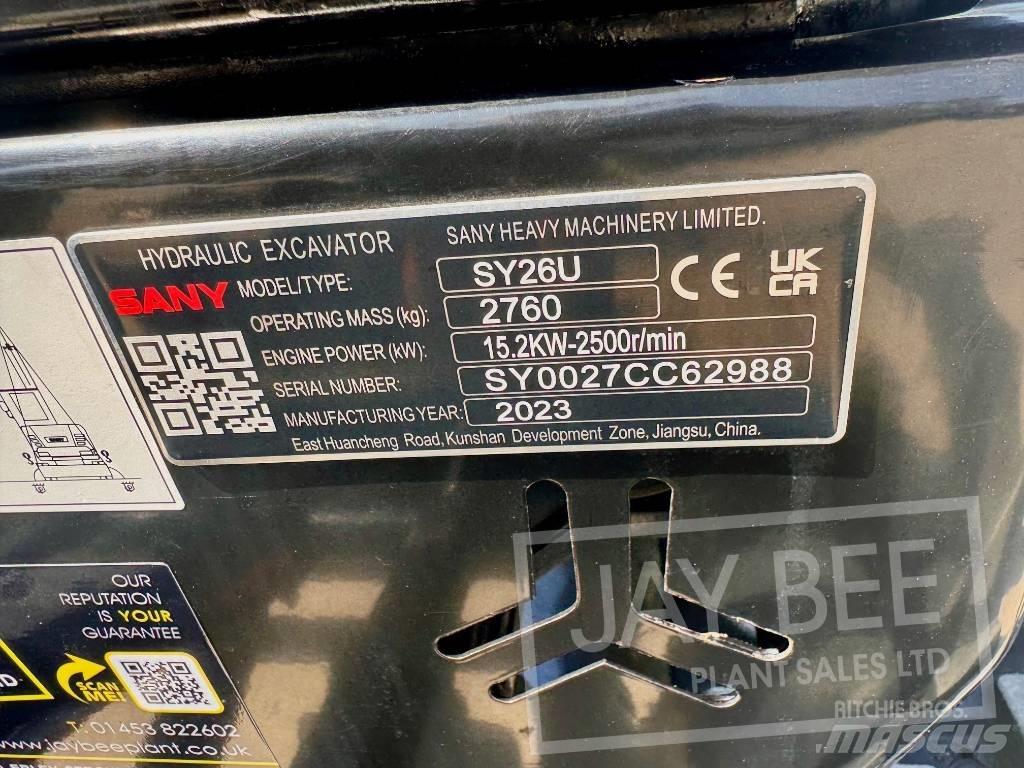 HYDRAULIC EXCAVATOR
SANY HEAVY MACHINERY LIMITED.
SANY
MODEL/TYPE: SY26U
CE UK CA
OPERATING MASS (kg): 2760
ENGINE POWER (kW): 15.2KW-2500r/min
SERIAL NUMBER: SY0027CC62988
MANUFACTURING YEAR: 2023
East Huancheng Road, Kunshan Development Zone, Jiangsu, China.
OUR
REPUTATION
IS YOUR
GUARANTEE
SCAN
ME!
T: 01453 822602
www.jaybeeplant.co.uk
JAY BEE
PLANT SALES LTD
RITCHIE BROS.
MASCUS